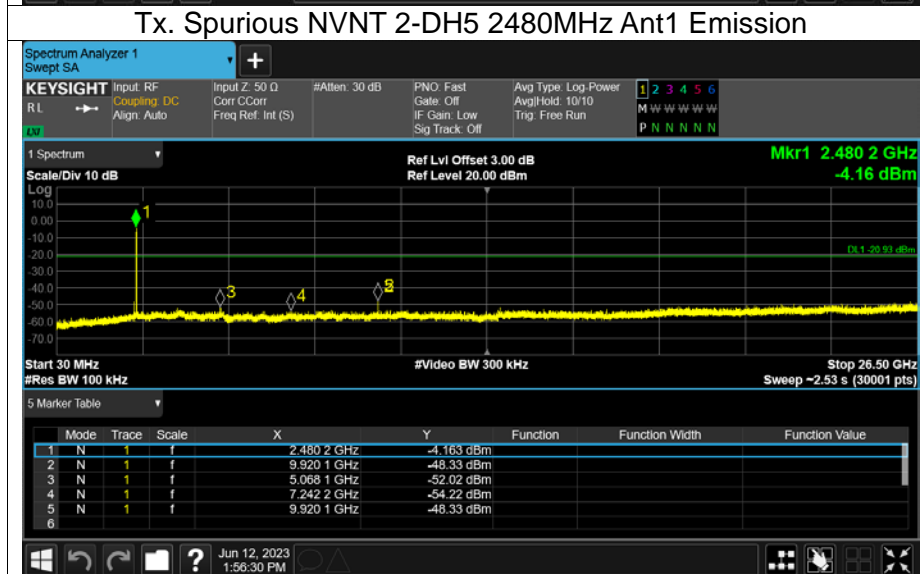 Tx. Spurious NVNT 2-DH5 2480MHz Ant1 Emission
Spectrum Analyzer 1
Swept SA
+
KEYSIGHT
RL
LXI
Input: RF
Coupling: DC
Align: Auto
Input Z: 50 Ω
Corr CCorr
Freq Ref: Int (S)
#Atten: 30 dB
PNO: Fast
Gate: Off
IF Gain: Low
Sig Track: Off
Avg Type: Log-Power
Avg|Hold: 10/10
Trig: Free Run
1 2 3 4 5 6
M W W W W W
P N N N N N
1 Spectrum
Scale/Div 10 dB
Ref Lvl Offset 3.00 dB
Ref Level 20.00 dBm
Mkr1 2.480 2 GHz
-4.16 dBm
Log
10.0
0.00
-10.0
-20.0
-30.0
-40.0
-50.0
-60.0
-70.0
1
3
4
DL1 -20.93 dBm
Start 30 MHz
#Res BW 100 kHz
#Video BW 300 kHz
Stop 26.50 GHz
Sweep ~2.53 s (30001 pts)
5 Marker Table
Mode Trace Scale X Y Function Function Width Function Value
1 N 1 f 2.480 2 GHz -4.163 dBm
2 N 1 f 9.920 1 GHz -48.33 dBm
3 N 1 f 5.068 1 GHz -52.02 dBm
4 N 1 f 7.242 2 GHz -54.22 dBm
5 N 1 f 9.920 1 GHz -48.33 dBm
6
?
Jun 12, 2023
1:56:30 PM